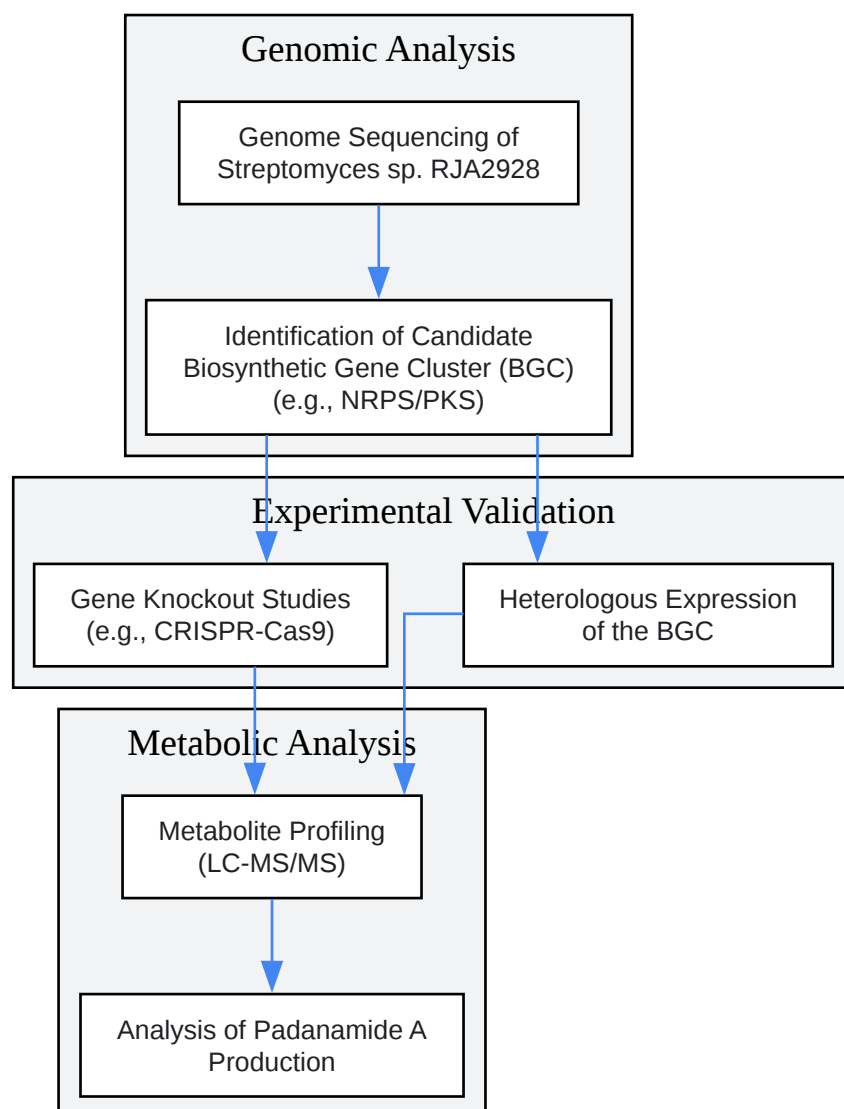 Genomic Analysis
Genome Sequencing of
Streptomyces sp. RJA2928
Identification of Candidate
Biosynthetic Gene Cluster (BGC)
(e.g., NRPS/PKS)
Experimental Validation
Gene Knockout Studies
(e.g., CRISPR-Cas9)
Heterologous Expression
of the BGC
Metabolic Analysis
Metabolite Profiling
(LC-MS/MS)
Analysis of Padanamide A
Production